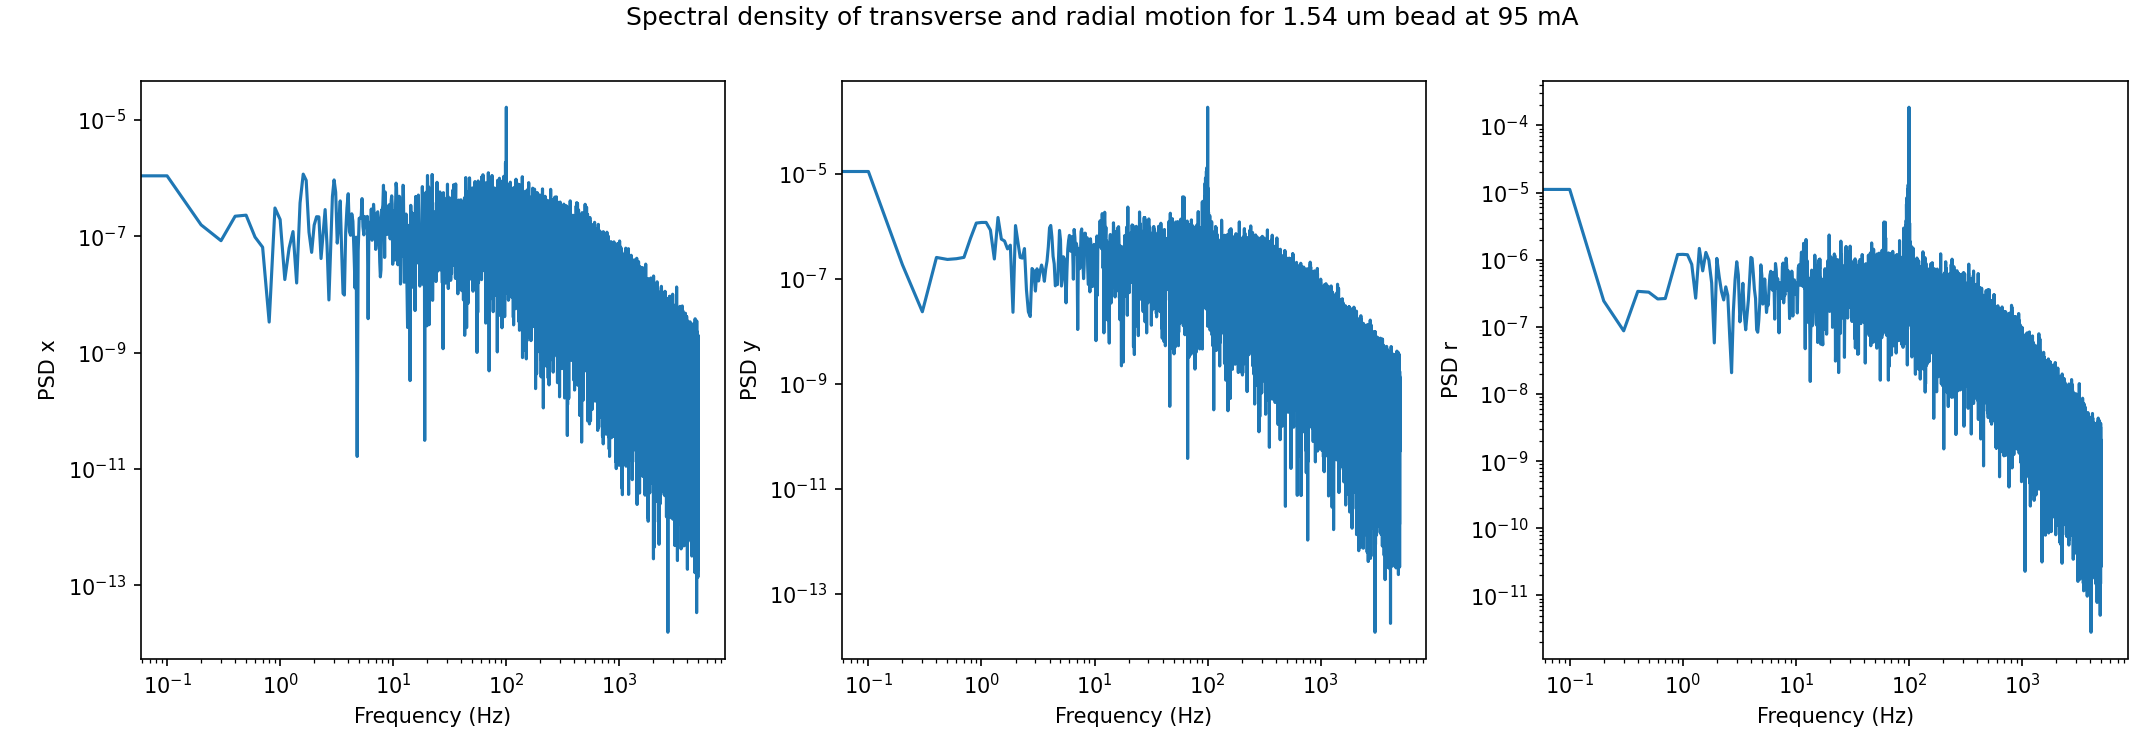 Spectral density of transverse and radial motion for 1.54 um bead at 95 mA
PSD x
10⁻⁵
10⁻⁷
10⁻⁹
10⁻¹¹
10⁻¹³
10⁻¹ 10⁰ 10¹ 10² 10³
Frequency (Hz)
PSD y
10⁻⁵
10⁻⁷
10⁻⁹
10⁻¹¹
10⁻¹³
10⁻¹ 10⁰ 10¹ 10² 10³
Frequency (Hz)
PSD r
10⁻⁴
10⁻⁵
10⁻⁶
10⁻⁷
10⁻⁸
10⁻⁹
10⁻¹⁰
10⁻¹¹
10⁻¹ 10⁰ 10¹ 10² 10³
Frequency (Hz)